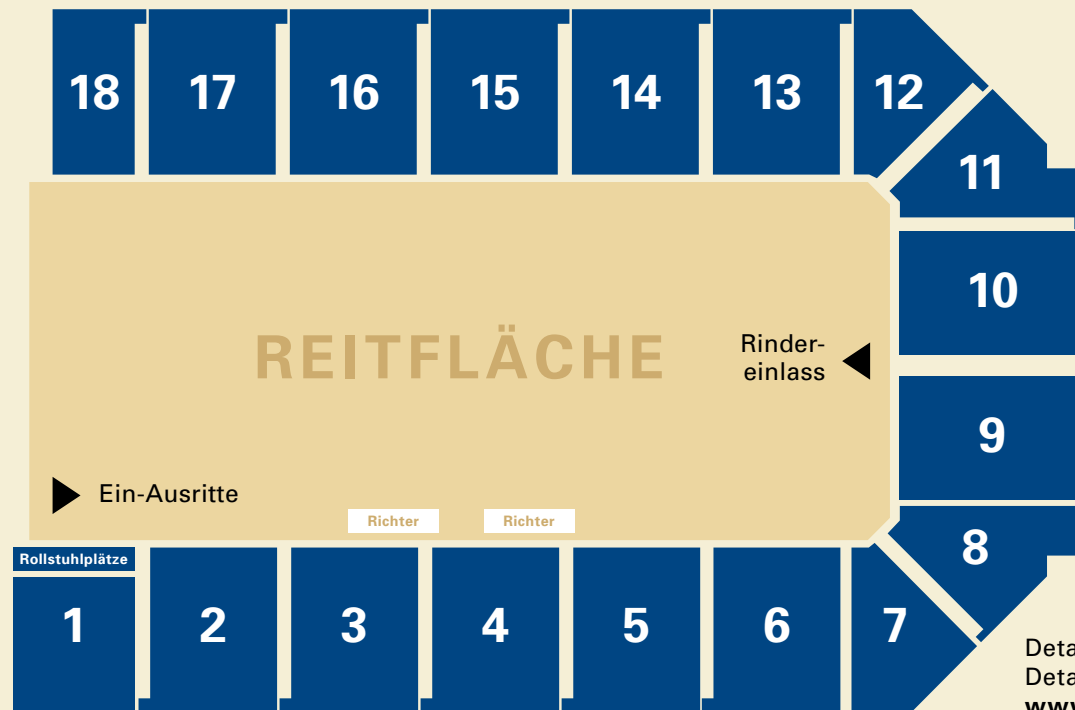 18 17 16 15 14 13 12
11
10
REITFLÄCHE
Rinder-
einlass
9
Ein-Ausritte
Richter Richter
Rollstuhlplätze
8
1 2 3 4 5 6 7
www